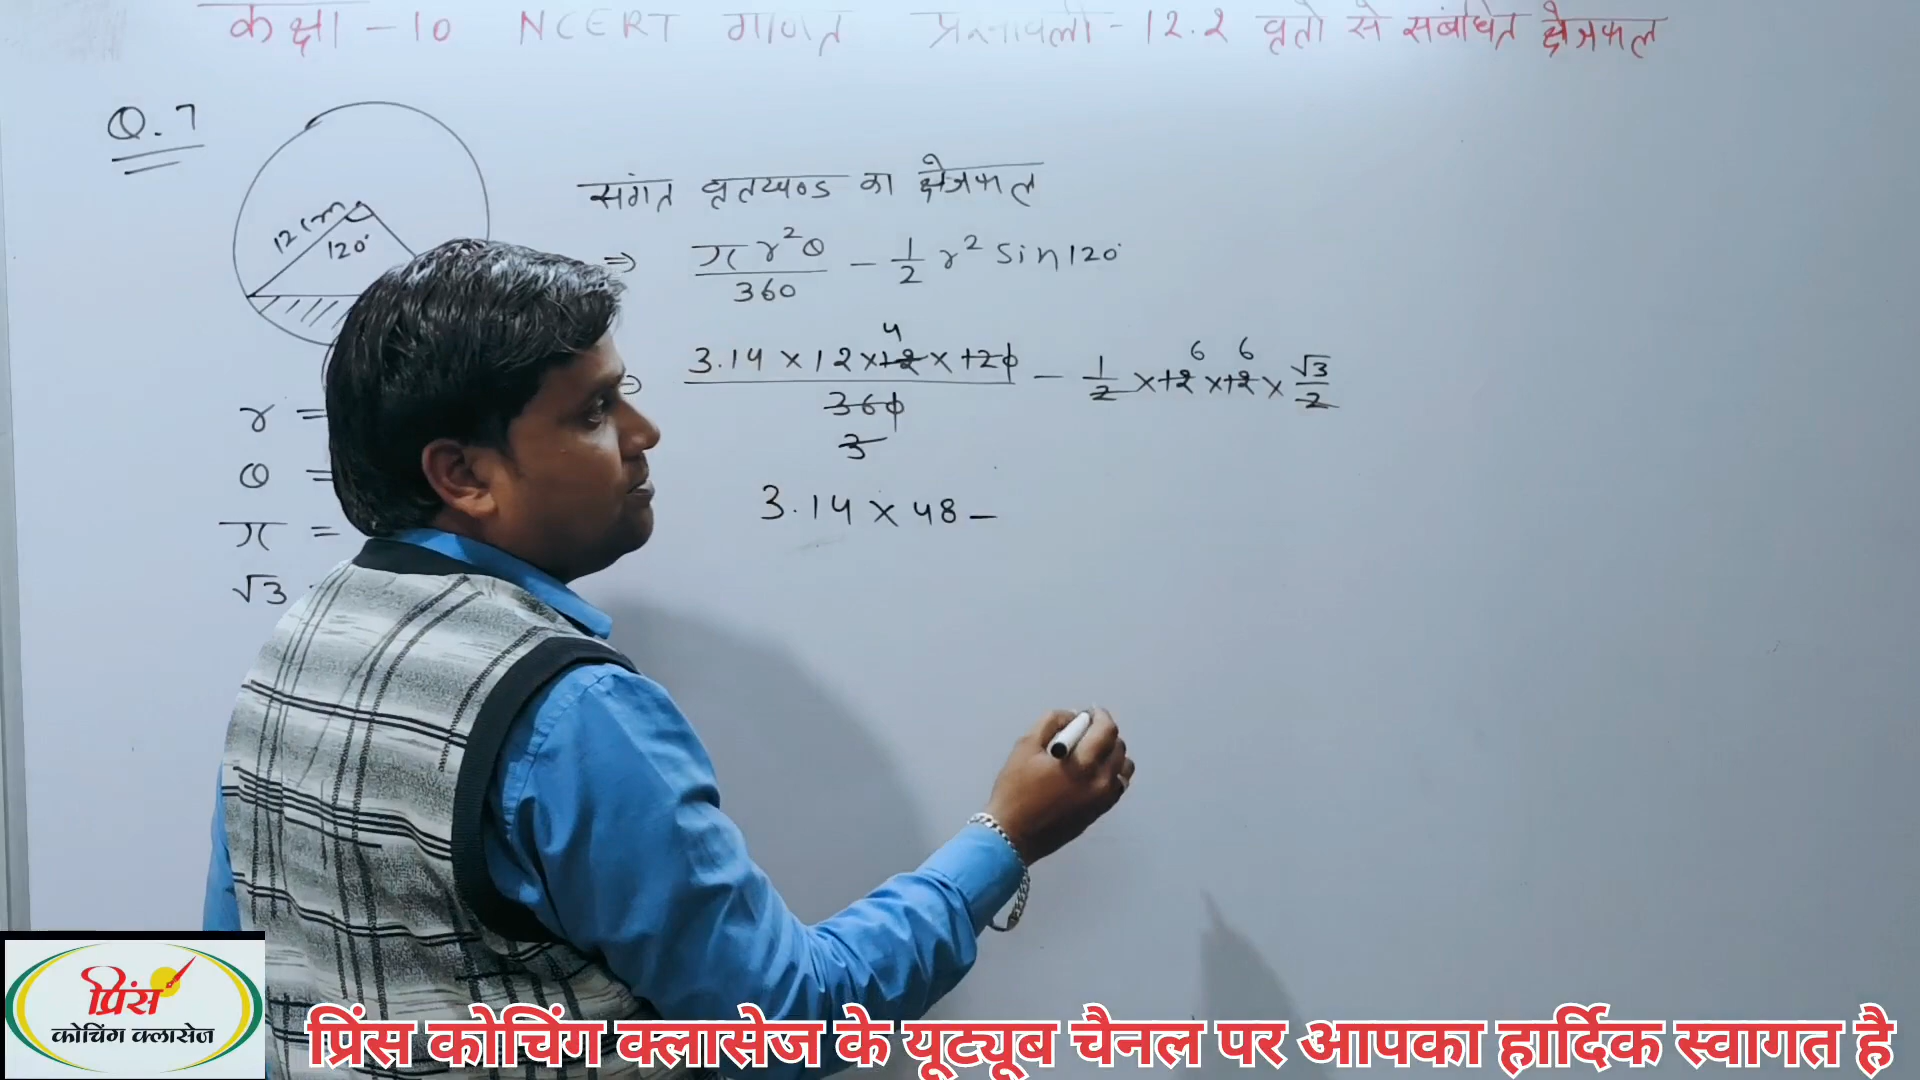 कक्षा - 10 NCERT गणित प्रश्नावली - 12.2 वृतो से संबंधित क्षेत्रफल
Q. 7
12 cm
120°
संगत वृतखण्ड का क्षेत्रफल
⇒ πr²θ/360 - 1/2 r² sin 120°
⇒ 3.14 × 12 × 12 × 120/360 - 1/2 × 12 × 12 × √3/2
4
6 6
3
3.14 × 48 -
r =
θ =
π =
√3
प्रिंस
कोचिंग क्लासेज
प्रिंस कोचिंग क्लासेज के यूट्यूब चैनल पर आपका हार्दिक स्वागत है